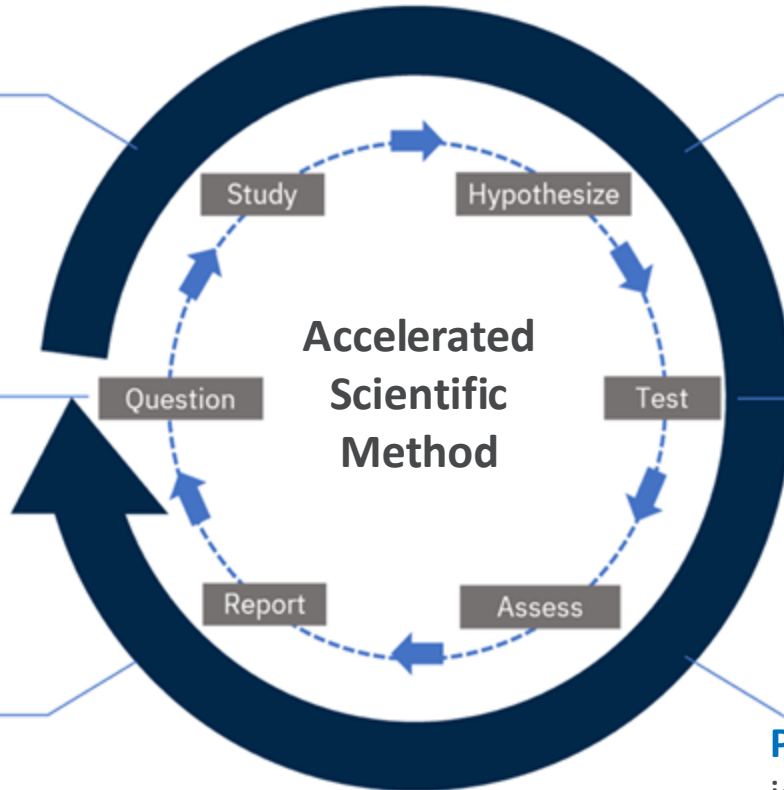 Study
Hypothesize
Accelerated
Scientific
Method
Question
Test
Report
Assess